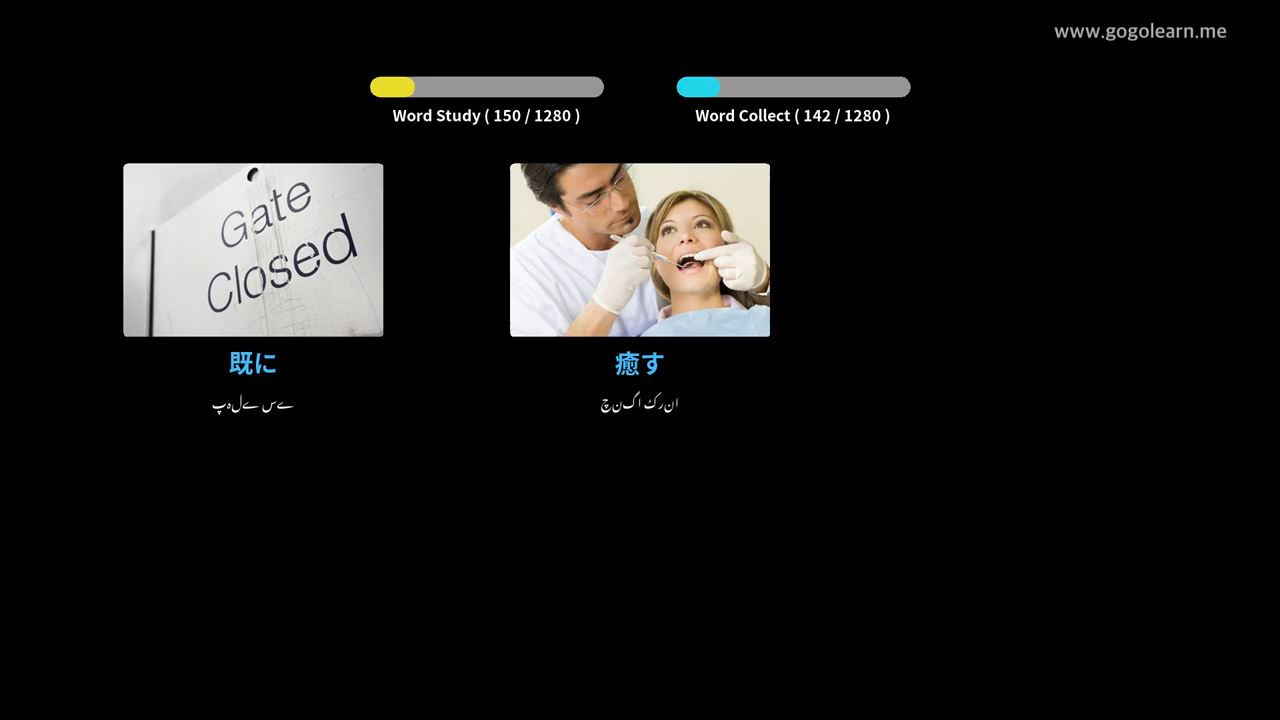 www.gogolearn.me
Word Study ( 150 / 1280 )
Word Collect ( 142 / 1280 )
Gate
Closed
既に
癒す
پہلے سے
چنگا کرنا